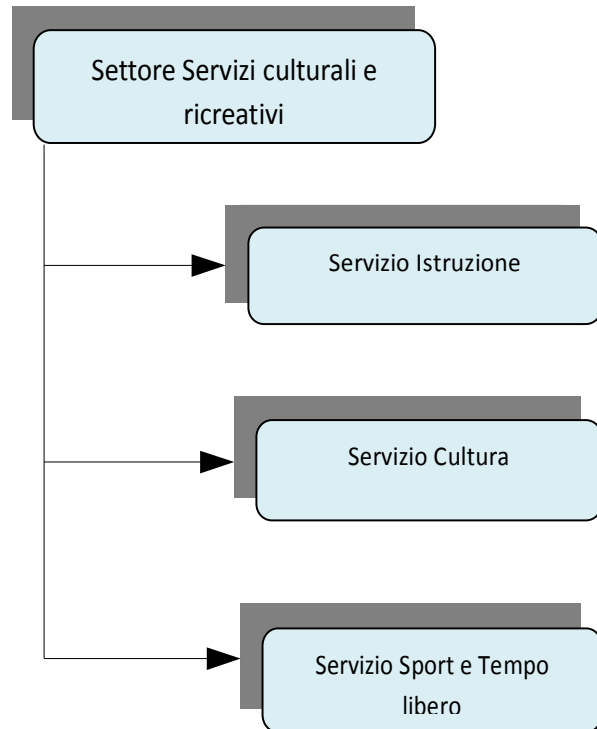 Settore Servizi culturali e
ricreativi
Servizio Istruzione
Servizio Cultura
Servizio Sport e Tempo
libero